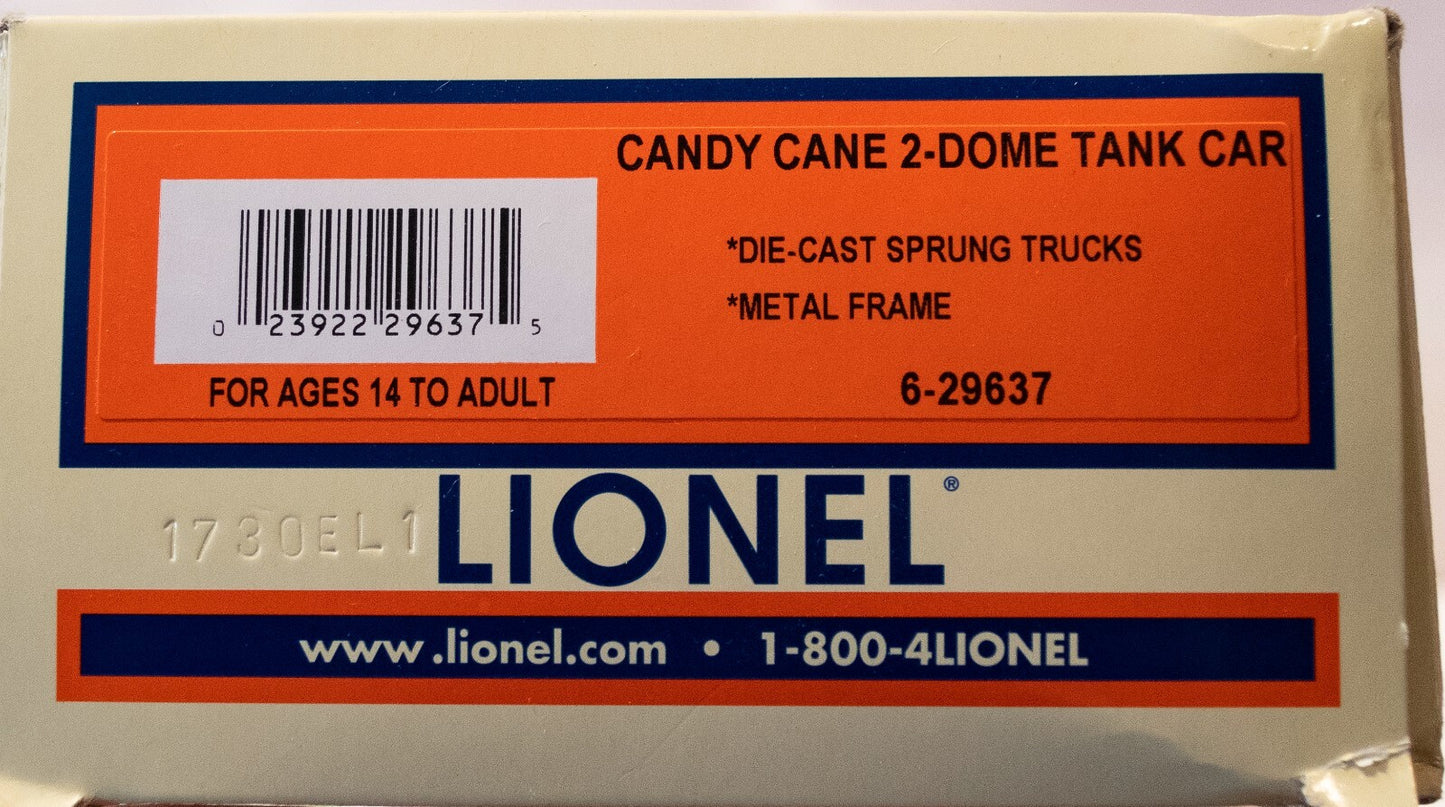 CANDY CANE 2-DOME TANK CAR
*DIE-CAST SPRUNG TRUCKS
*METAL FRAME
0 23922 29637 5
FOR AGES 14 TO ADULT
6-29637
1730EL1
LIONEL®
www.lionel.com • 1-800-4LIONEL